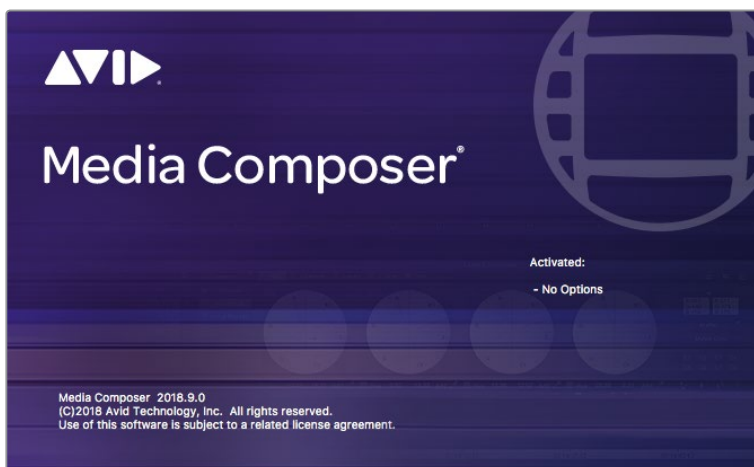 AVID
Media Composer®
Activated:
- No Options
Media Composer 2018.9.0
(C)2018 Avid Technology, Inc. All rights reserved.
Use of this software is subject to a related license agreement.